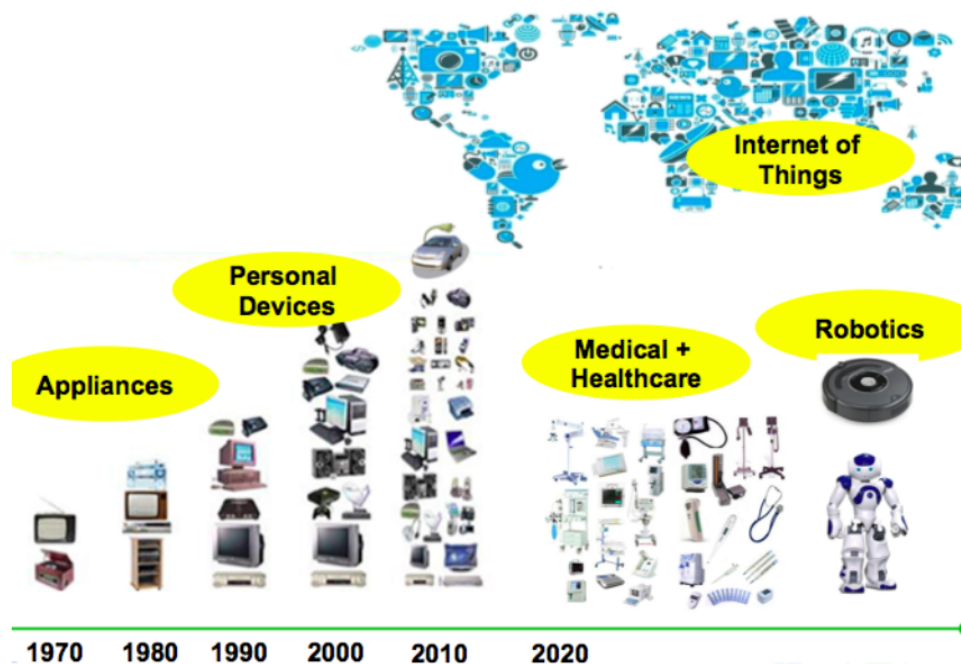 Internet of
Things
Personal
Devices
Robotics
Medical +
Healthcare
Appliances
1970 1980 1990 2000 2010 2020